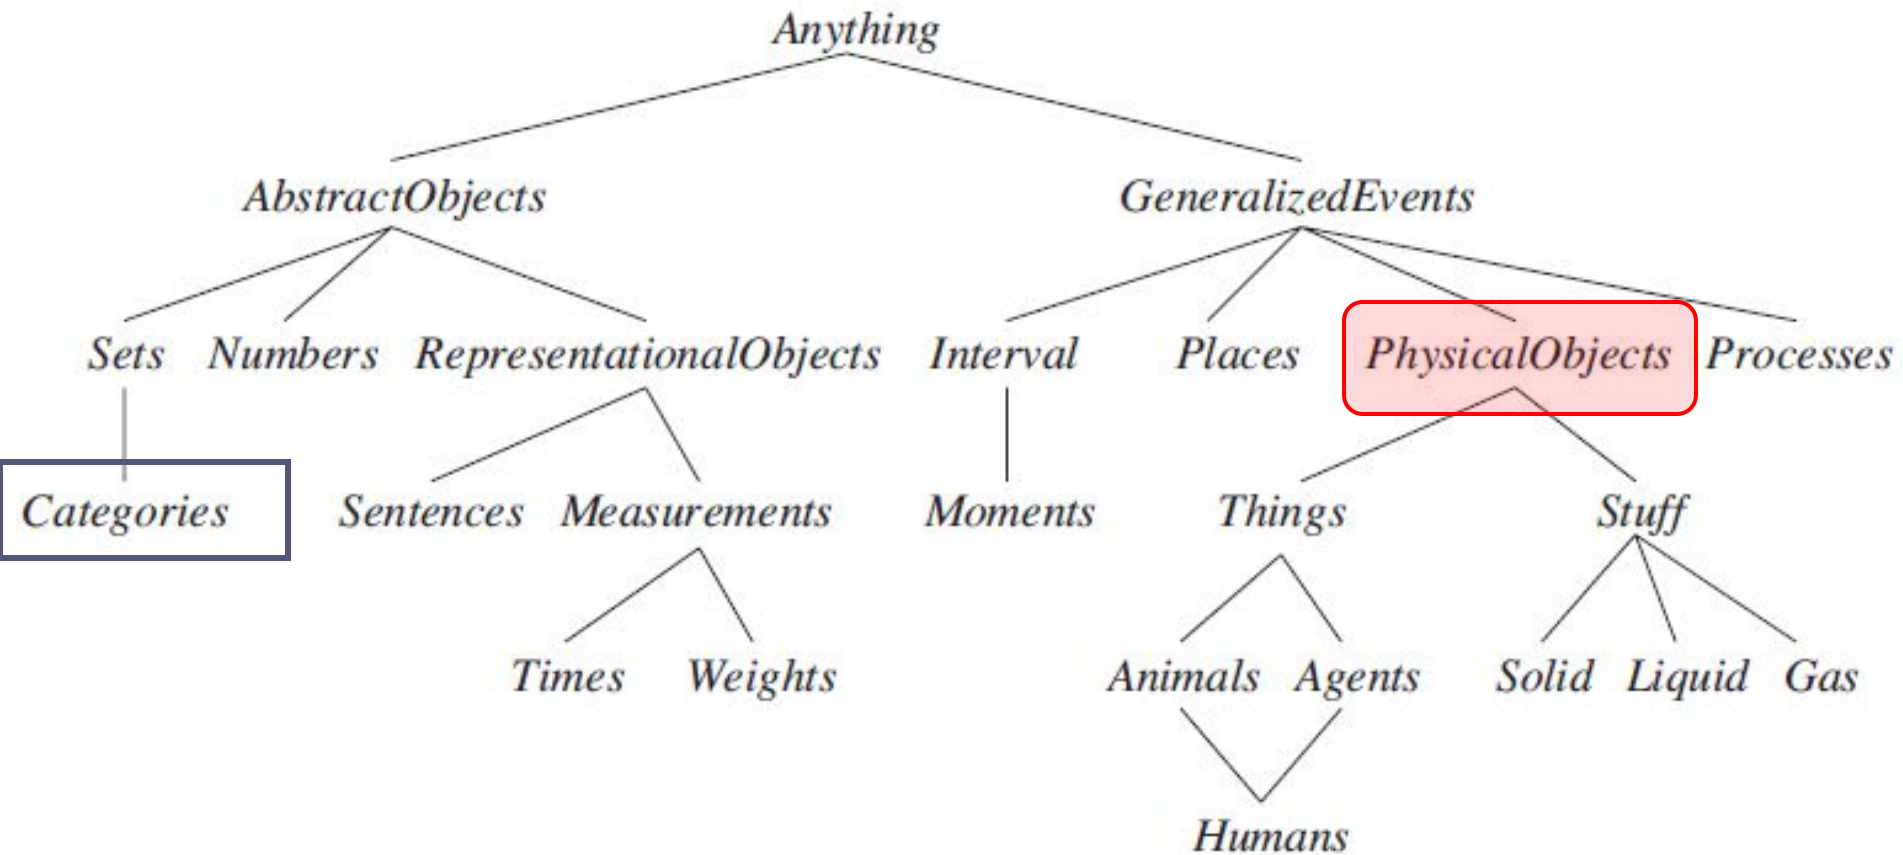 Anything
AbstractObjects GeneralizedEvents
Sets Numbers RepresentationalObjects Interval Places PhysicalObjects Processes
Categories Sentences Measurements Moments Things Stuff
Times Weights Animals Agents Solid Liquid Gas
Humans